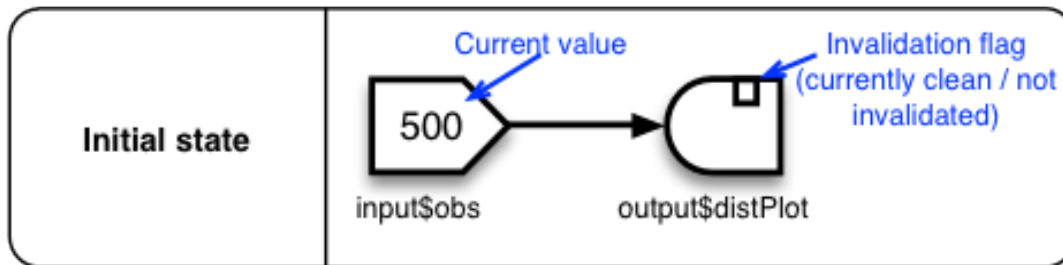 Initial state
Current value
Invalidation flag
(currently clean / not
invalidated)
500
input$obs
output$distPlot